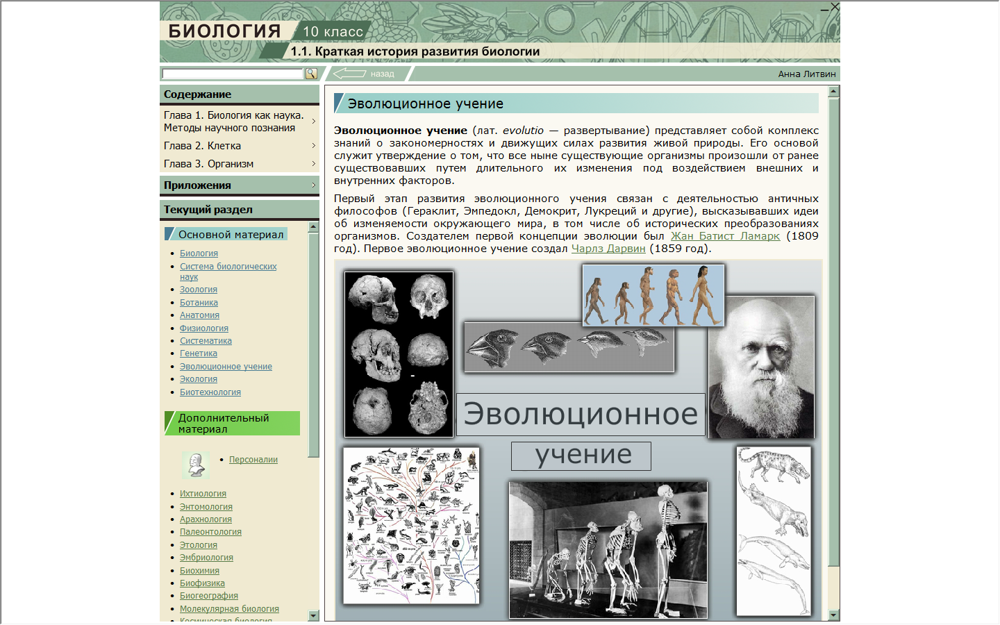 БИОЛОГИЯ 10 класс
1.1. Краткая история развития биологии
назад
Анна Литвин
Содержание
Глава 1. Биология как наука.
Методы научного познания
Глава 2. Клетка
Глава 3. Организм
Приложения
Текущий раздел
Основной материал
Биология
Система биологических
наук
Зоология
Ботаника
Анатомия
Физиология
Систематика
Генетика
Эволюционное учение
Экология
Биотехнология
Дополнительный
материал
Персоналии
Ихтиология
Энтомология
Арахнология
Палеонтология
Этология
Эмбриология
Биохимия
Биофизика
Биогеография
Молекулярная биология
Космическая биология
Эволюционное учение
Эволюционное учение (лат. evolutio — развертывание) представляет собой комплекс
знаний о закономерностях и движущих силах развития живой природы. Его основой
служит утверждение о том, что все ныне существующие организмы произошли от ранее
существовавших путем длительного их изменения под воздействием внешних и
внутренних факторов.
Первый этап развития эволюционного учения связан с деятельностью античных
философов (Гераклит, Эмпедокл, Демокрит, Лукреций и другие), высказывавших идеи
об изменяемости окружающего мира, в том числе об исторических преобразованиях
организмов. Создателем первой концепции эволюции был Жан Батист Ламарк (1809
год). Первое эволюционное учение создал Чарлз Дарвин (1859 год).
Эволюционное
учение